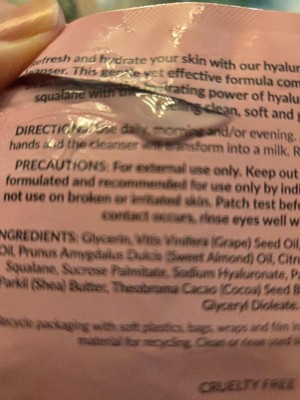 refresh and hydrate your skin with our hyalur
cleanser. This gentle yet effective formula com
squalane with the hydrating power of hyalu
clean, soft and
DIRECTIONS: Use daily, morning and/or evening.
hands and the cleanser will transform into a milk. R
PRECAUTIONS: For external use only. Keep out
formulated and recommended for use only by indi
not use on broken or irritated skin. Patch test befo
contact occurs, rinse eyes well w
INGREDIENTS: Glycerin, Vitis Vinifera (Grape) Seed Oil
Oil, Prunus Amygdalus Dulcis (Sweet Almond) Oil, Citr
Squalane, Sucrose Palmitate, Sodium Hyaluronate, P
Parkii (Shea) Butter, Theobroma Cacao (Cocoa) Seed B
Glyceryl Dioleate.
Recycle packaging with soft plastics, bags, wraps and film in
material for recycling. Clean or rinse used
CRUELTY FREE